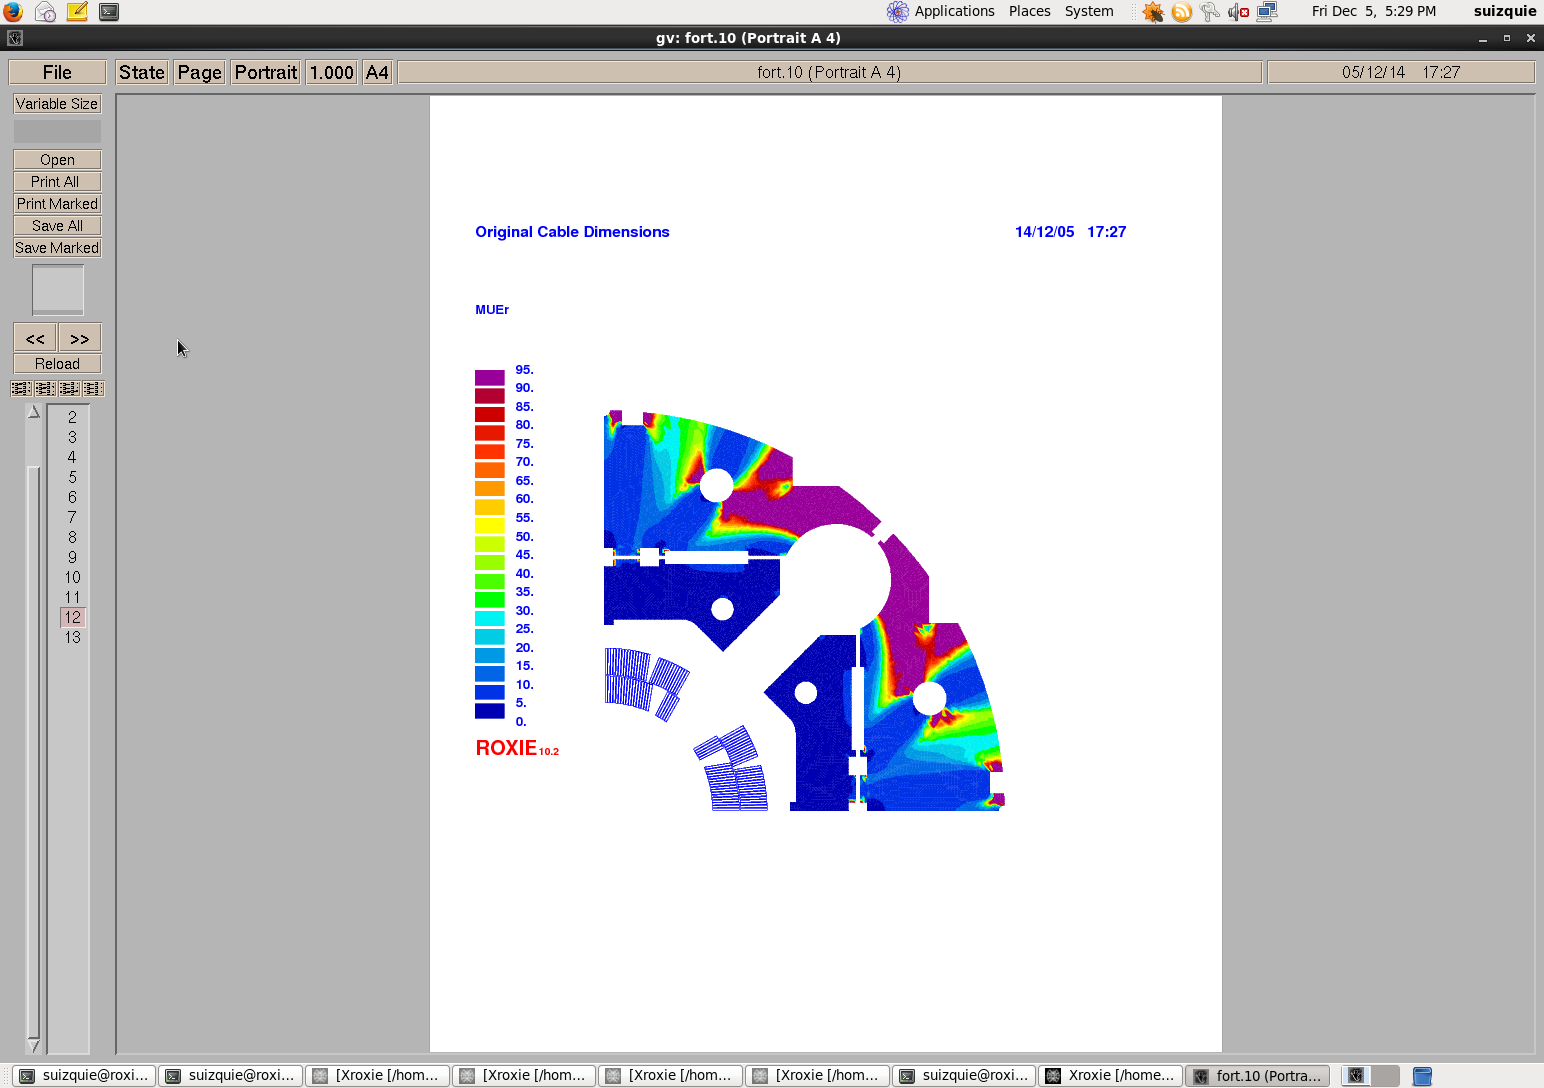 Applications Places System Fri Dec 5, 5:29 PM suizquie
gv: fort.10 (Portrait A 4)
File State Page Portrait 1.000 A4 fort.10 (Portrait A 4) 05/12/14 17:27
Variable Size
Open
Print All
Print Marked
Save All
Save Marked
<< >>
Reload
2
3
4
5
6
7
8
9
10
11
12
13
Original Cable Dimensions 14/12/05 17:27
MUEr
95.
90.
85.
80.
75.
70.
65.
60.
55.
50.
45.
40.
35.
30.
25.
20.
15.
10.
5.
0.
ROXIE 10.2
suizquie@roxi... suizquie@roxi... [Xroxie [/hom... [Xroxie [/hom... [Xroxie [/hom... [Xroxie [/hom... suizquie@roxi... Xroxie [/home... fort.10 (Portra...